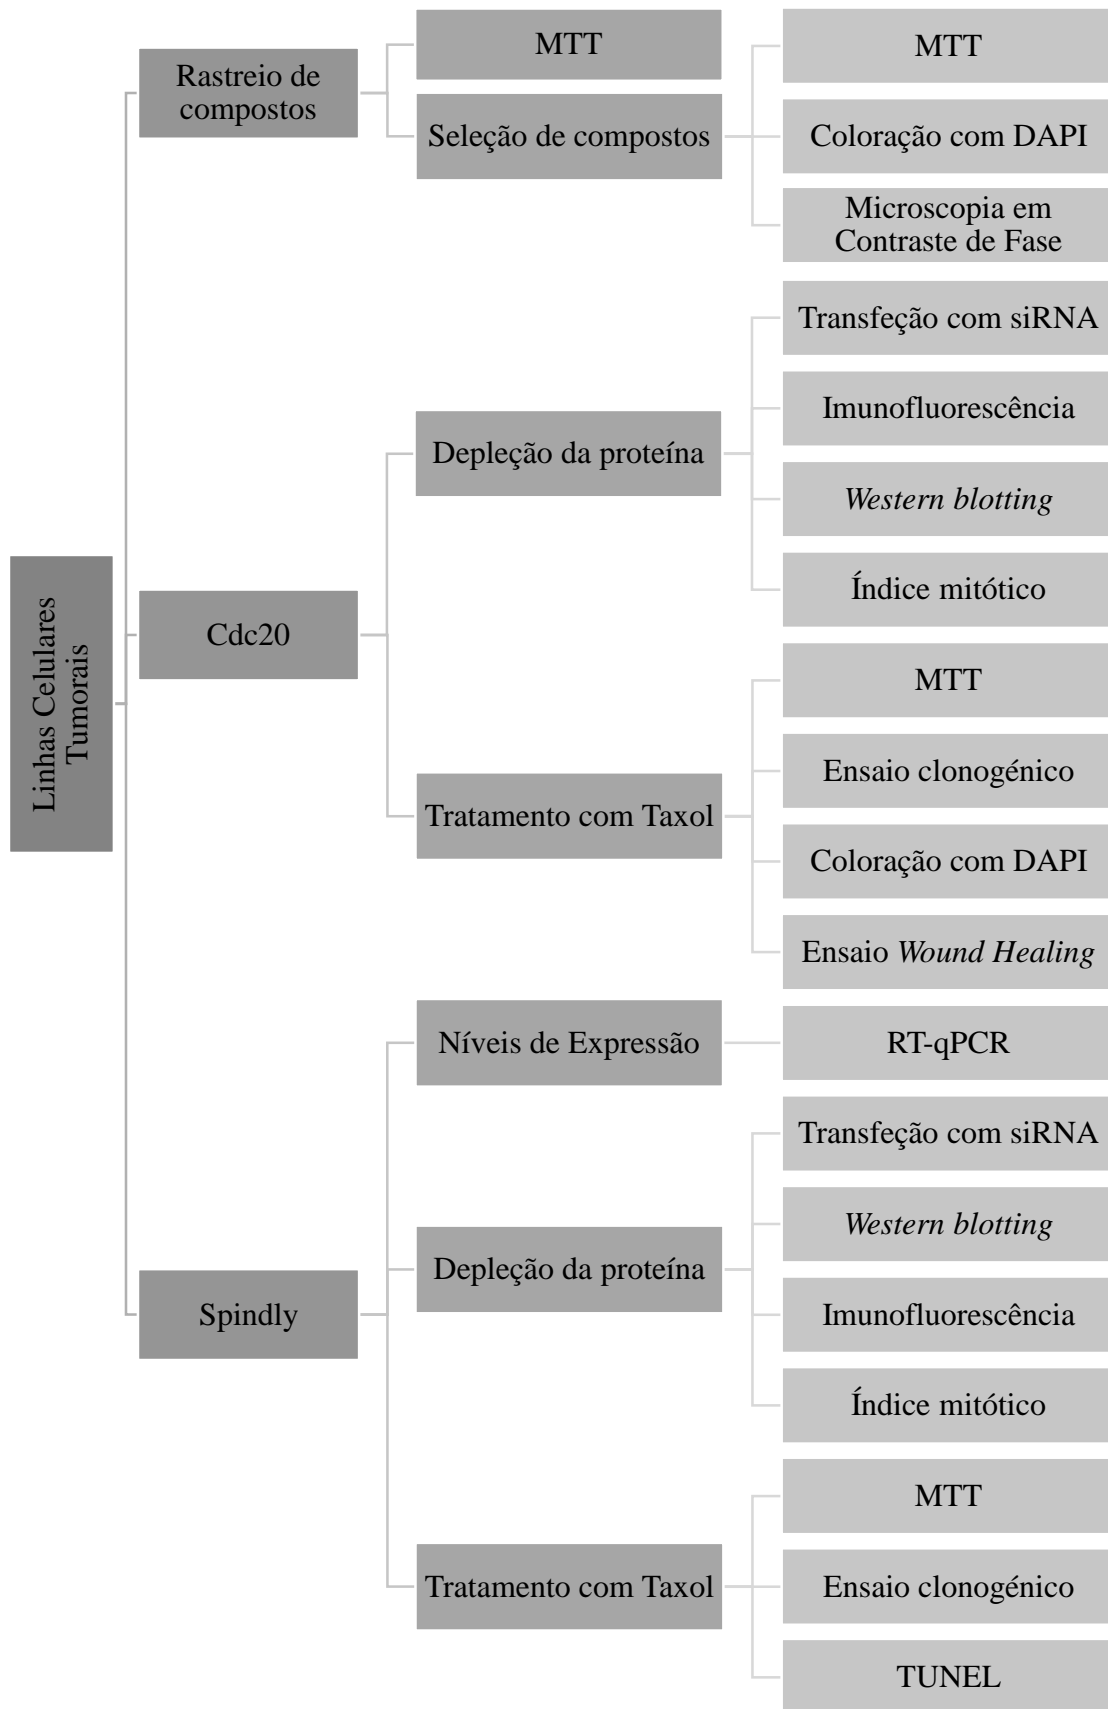 Linhas Celulares
Tumorais
Rastreio de
compostos
MTT
Seleção de compostos
MTT
Coloração com DAPI
Microscopia em
Contraste de Fase
Cdc20
Depleção da proteína
Transfeção com siRNA
Imunofluorescência
Western blotting
Índice mitótico
Tratamento com Taxol
MTT
Ensaio clonogénico
Coloração com DAPI
Ensaio Wound Healing
Spindly
Níveis de Expressão
RT-qPCR
Depleção da proteína
Transfeção com siRNA
Western blotting
Imunofluorescência
Índice mitótico
Tratamento com Taxol
MTT
Ensaio clonogénico
TUNEL